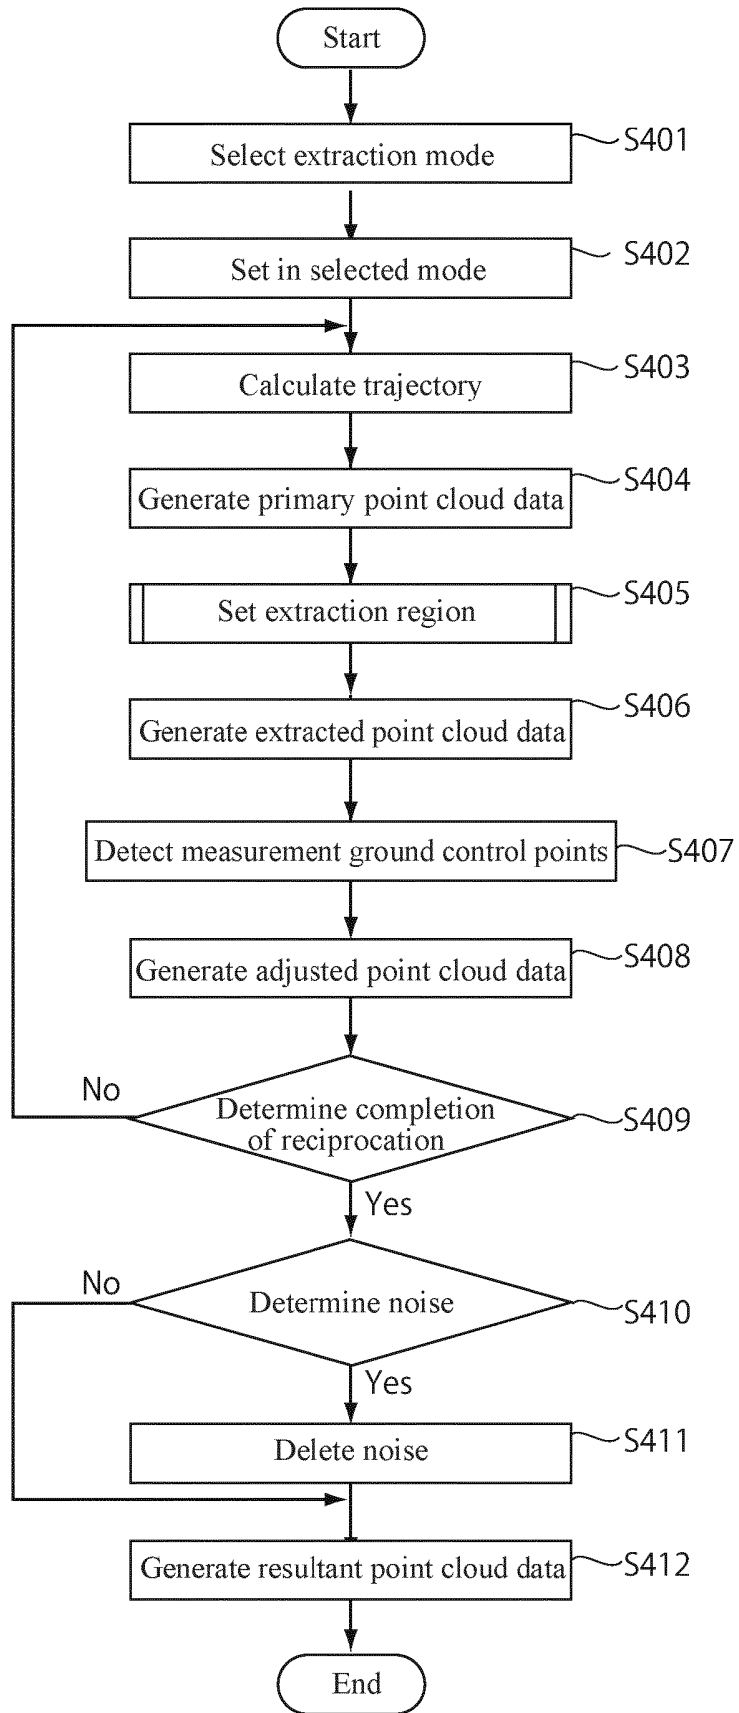 Start
Select extraction mode
S401
Set in selected mode
S402
Calculate trajectory
S403
Generate primary point cloud data
S404
Set extraction region
S405
Generate extracted point cloud data
S406
Detect measurement ground control points
S407
Generate adjusted point cloud data
S408
No
Determine completion
of reciprocation
S409
Yes
No
Determine noise
S410
Yes
Delete noise
S411
Generate resultant point cloud data
S412
End